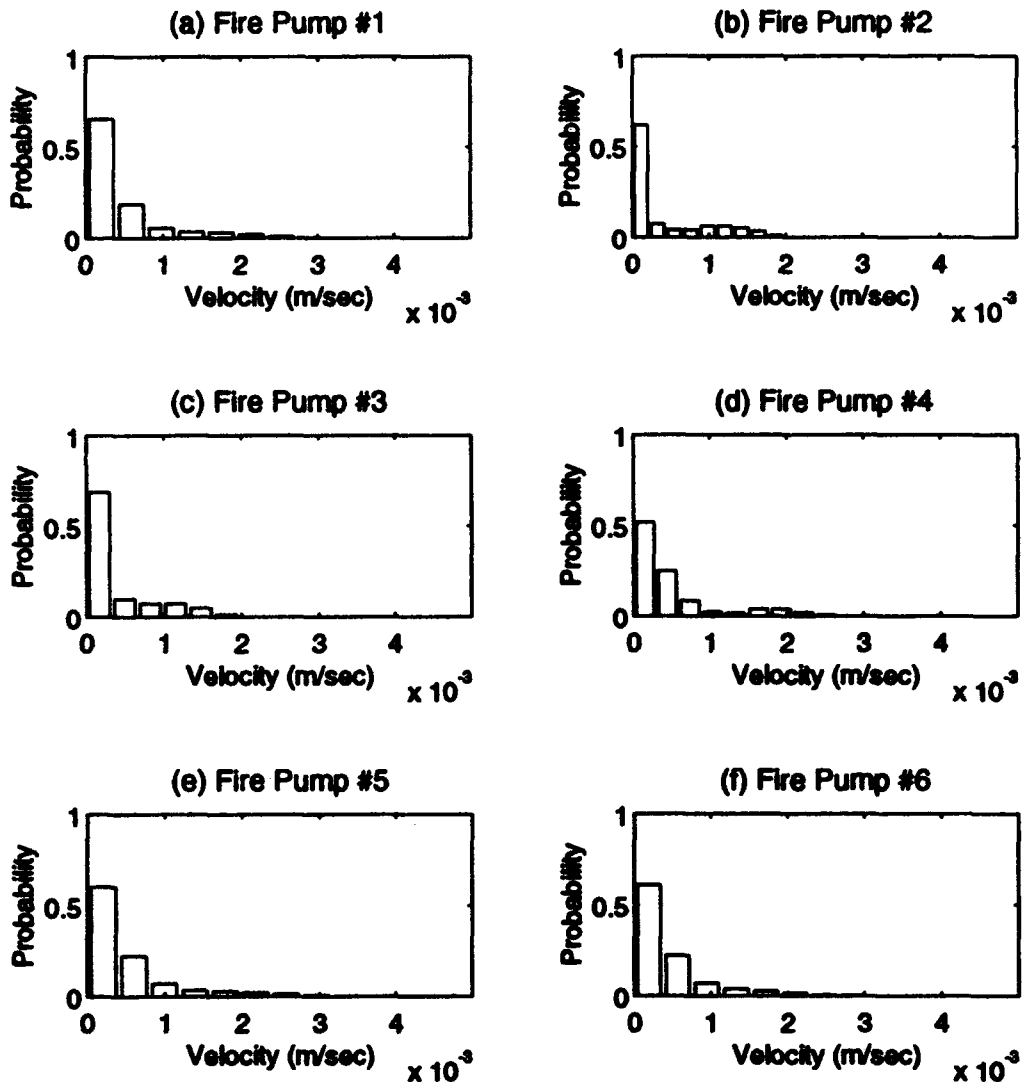 (a) Fire Pump #1
1
0.5
0
Probability
0 1 2 3 4
Velocity (m/sec)
x 10⁻³
(b) Fire Pump #2
1
0.5
0
Probability
0 1 2 3 4
Velocity (m/sec)
x 10⁻³
(c) Fire Pump #3
1
0.5
0
Probability
0 1 2 3 4
Velocity (m/sec)
x 10⁻³
(d) Fire Pump #4
1
0.5
0
Probability
0 1 2 3 4
Velocity (m/sec)
x 10⁻³
(e) Fire Pump #5
1
0.5
0
Probability
0 1 2 3 4
Velocity (m/sec)
x 10⁻³
(f) Fire Pump #6
1
0.5
0
Probability
0 1 2 3 4
Velocity (m/sec)
x 10⁻³